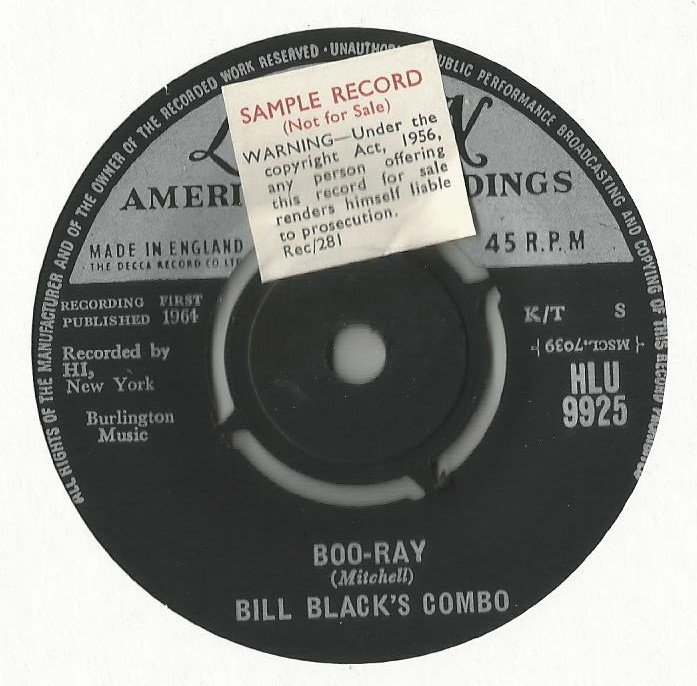 ALL RIGHTS OF THE MANUFACTURER AND OF THE OWNER OF THE RECORDED WORK RESERVED · UNAUTHOR
UBLIC PERFORMANCE BROADCASTING AND COPYING OF THIS RECORD PROHIBITED
SAMPLE RECORD
(Not for Sale)
WARNING—Under the
copyright Act, 1956,
any person offering
this record for sale
renders himself liable
to prosecution.
Rec/281
L N
AMERI DINGS
MADE IN ENGLAND
· THE DECCA RECORD CO LT
45 R.P.M
RECORDING FIRST
PUBLISHED 1964
Recorded by
HI,
New York
Burlington
Music
K/T S
-{ MSCL.7039 }-
HLU
9925
BOO-RAY
(Mitchell)
BILL BLACK'S COMBO